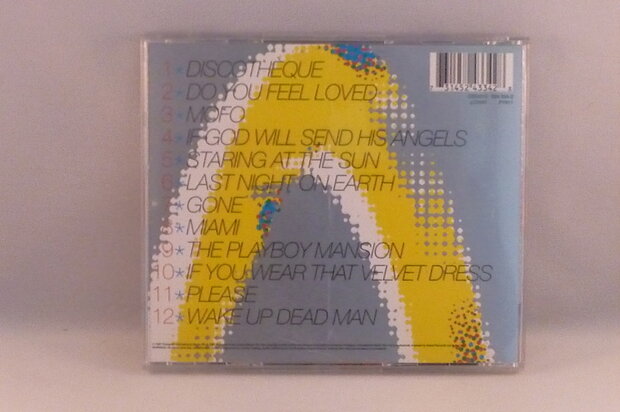 1*DISCOTHÈQUE
2*DO YOU FEEL LOVED
3*MOFO
4*IF GOD WILL SEND HIS ANGELS
5*STARING AT THE SUN
6*LAST NIGHT ON EARTH
7*GONE
8*MIAMI
9*THE PLAYBOY MANSION
10*IF YOU WEAR THAT VELVET DRESS
11*PLEASE
12*WAKE UP DEAD MAN